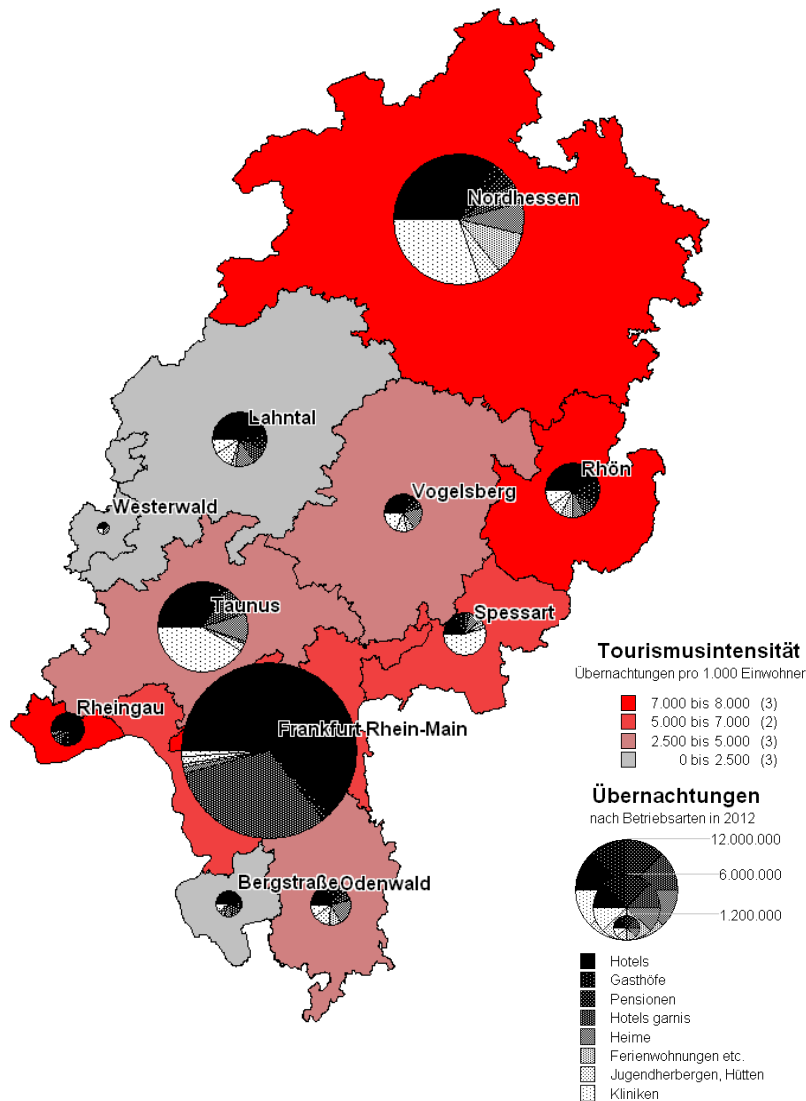 Nordhessen
Lahntal
Rhön
Vogelsberg
Westerwald
Taunus
Spessart
Rheingau
Frankfurt Rhein-Main
Bergstraße
Odenwald
Tourismusintensität
Übernachtungen pro 1.000 Einwohner
7.000 bis 8.000 (3)
5.000 bis 7.000 (2)
2.500 bis 5.000 (3)
0 bis 2.500 (3)
Übernachtungen
nach Betriebsarten in 2012
12.000.000
6.000.000
1.200.000
Hotels
Gasthöfe
Pensionen
Hotels garnis
Heime
Ferienwohnungen etc.
Jugendherbergen, Hütten
Kliniken